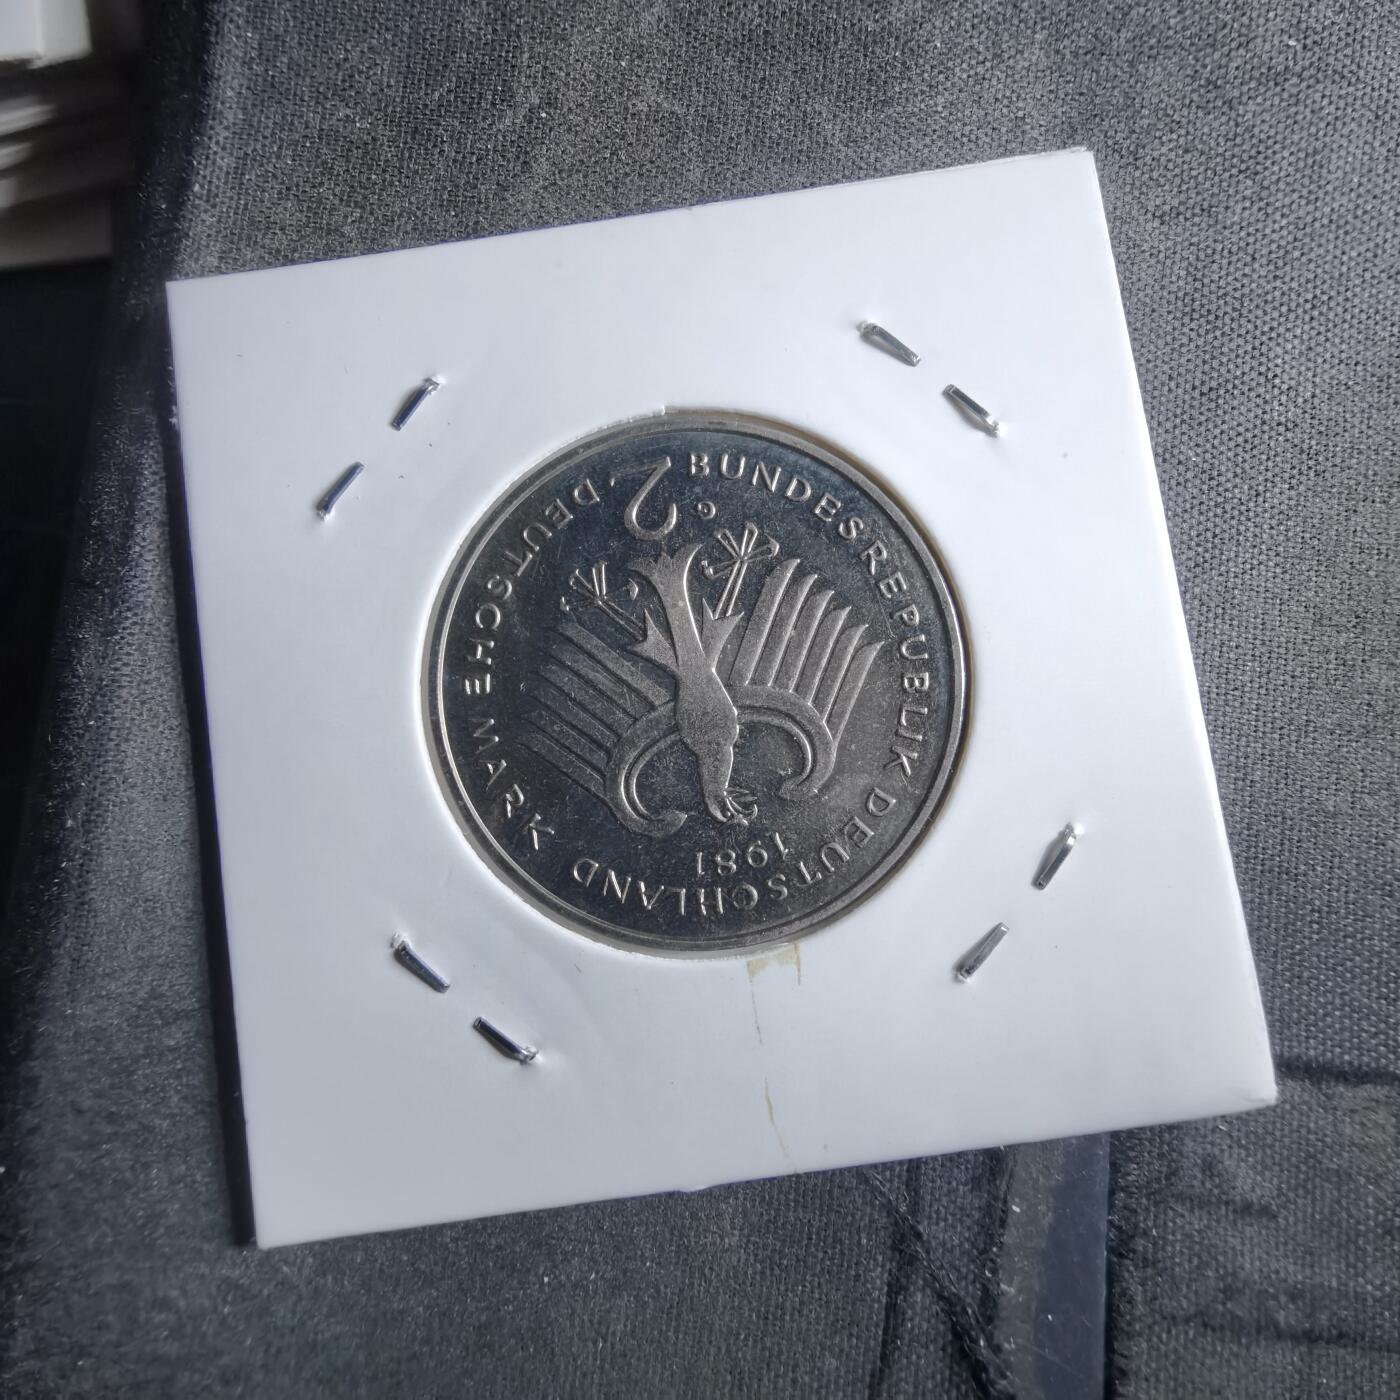 BUNDESREPUBLIK DEUTSCHLAND
1981
G
2
DEUTSCHE MARK